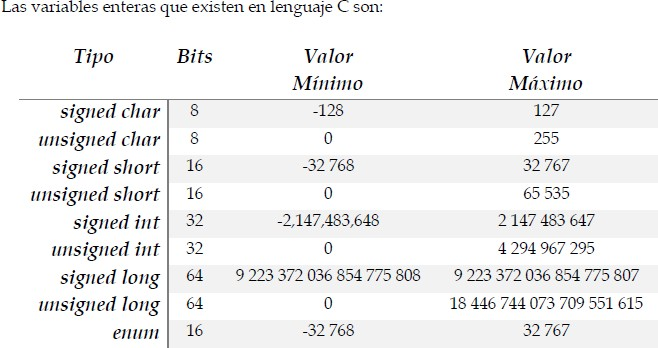 Las variables enteras que existen en lenguaje C son:
Tipo Bits Valor Valor
Mínimo Máximo
signed char 8 -128 127
unsigned char 8 0 255
signed short 16 -32 768 32 767
unsigned short 16 0 65 535
signed int 32 -2,147,483,648 2 147 483 647
unsigned int 32 0 4 294 967 295
signed long 64 9 223 372 036 854 775 808 9 223 372 036 854 775 807
unsigned long 64 0 18 446 744 073 709 551 615
enum 16 -32 768 32 767